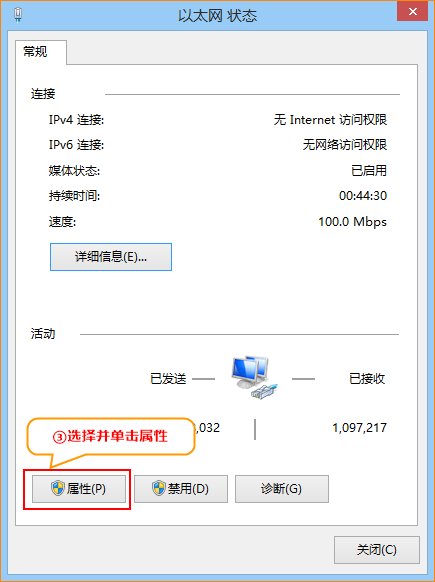 以太网 状态
常规
连接
IPv4 连接: 无 Internet 访问权限
IPv6 连接: 无网络访问权限
媒体状态: 已启用
持续时间: 00:44:30
速度: 100.0 Mbps
详细信息(E)...
活动
已发送 已接收
,032 1,097,217
③选择并单击属性
属性(P) 禁用(D) 诊断(G)
关闭(C)